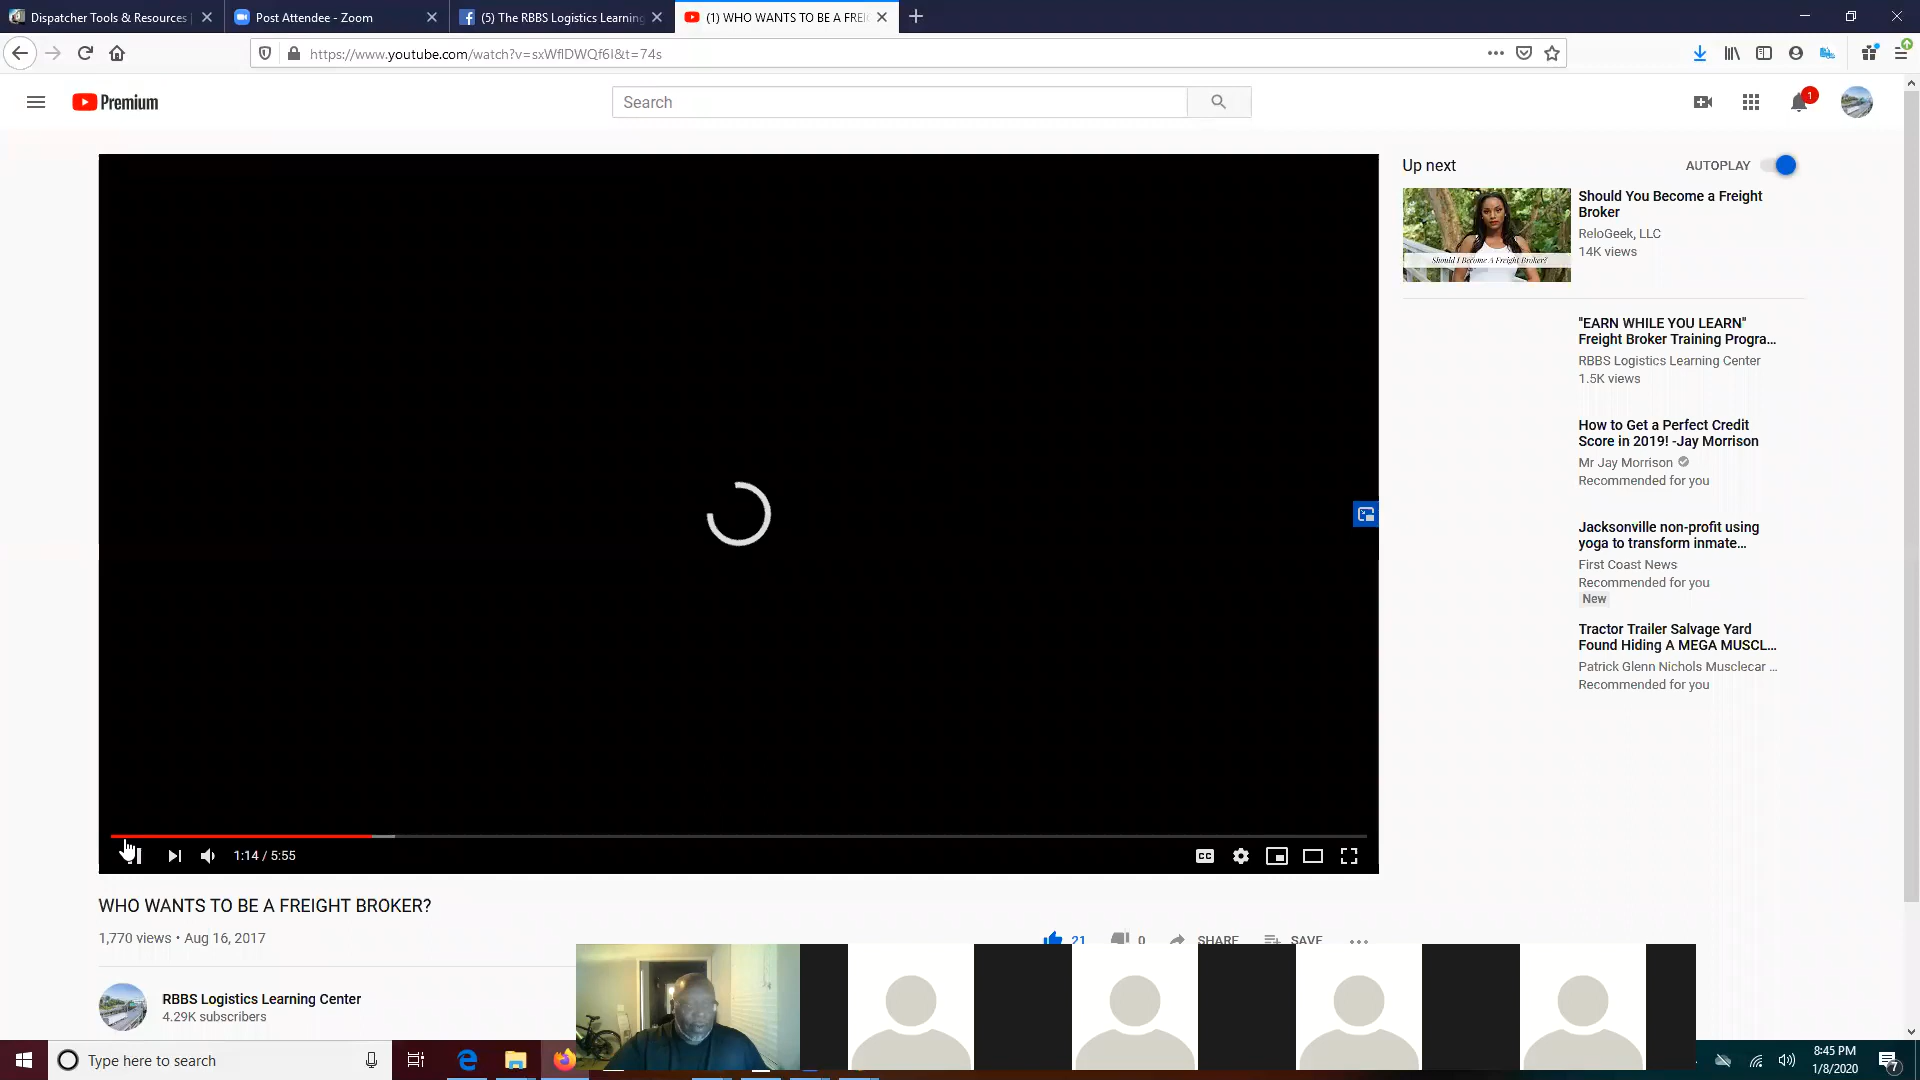 Dispatcher Tools & Resources
Post Attendee - Zoom
(5) The RBBS Logistics Learning
(1) WHO WANTS TO BE A FREI
https://www.youtube.com/watch?v=sxWflDWQf6I&t=74s
Premium
Search
1
Up next
AUTOPLAY
Should You Become a Freight
Broker
ReloGeek, LLC
14K views
Should I Become A Freight Broker?
"EARN WHILE YOU LEARN"
Freight Broker Training Progra...
RBBS Logistics Learning Center
1.5K views
How to Get a Perfect Credit
Score in 2019! -Jay Morrison
Mr Jay Morrison
Recommended for you
Jacksonville non-profit using
yoga to transform inmate...
First Coast News
Recommended for you
New
Tractor Trailer Salvage Yard
Found Hiding A MEGA MUSCL...
Patrick Glenn Nichols Musclecar ...
Recommended for you
1:14 / 5:55
CC
WHO WANTS TO BE A FREIGHT BROKER?
1,770 views • Aug 16, 2017
21
0
SHARE
SAVE
RBBS Logistics Learning Center
4.29K subscribers
Type here to search
8:45 PM
1/8/2020
7